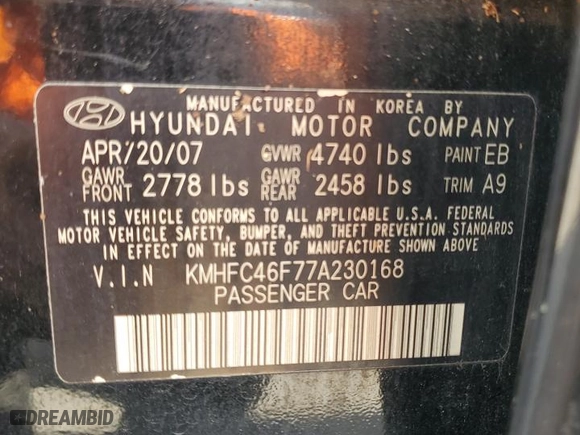 MANUFACTURED IN KOREA BY
HYUNDAI MOTOR COMPANY
APR/20/07 GVWR 4740 lbs PAINT EB
GAWR FRONT 2778 lbs GAWR REAR 2458 lbs TRIM A9
THIS VEHICLE CONFORMS TO ALL APPLICABLE U.S.A. FEDERAL
MOTOR VEHICLE SAFETY, BUMPER, AND THEFT PREVENTION STANDARDS
IN EFFECT ON THE DATE OF MANUFACTURE SHOWN ABOVE
V.I.N KMHFC46F77A230168
PASSENGER CAR
DREAMBID